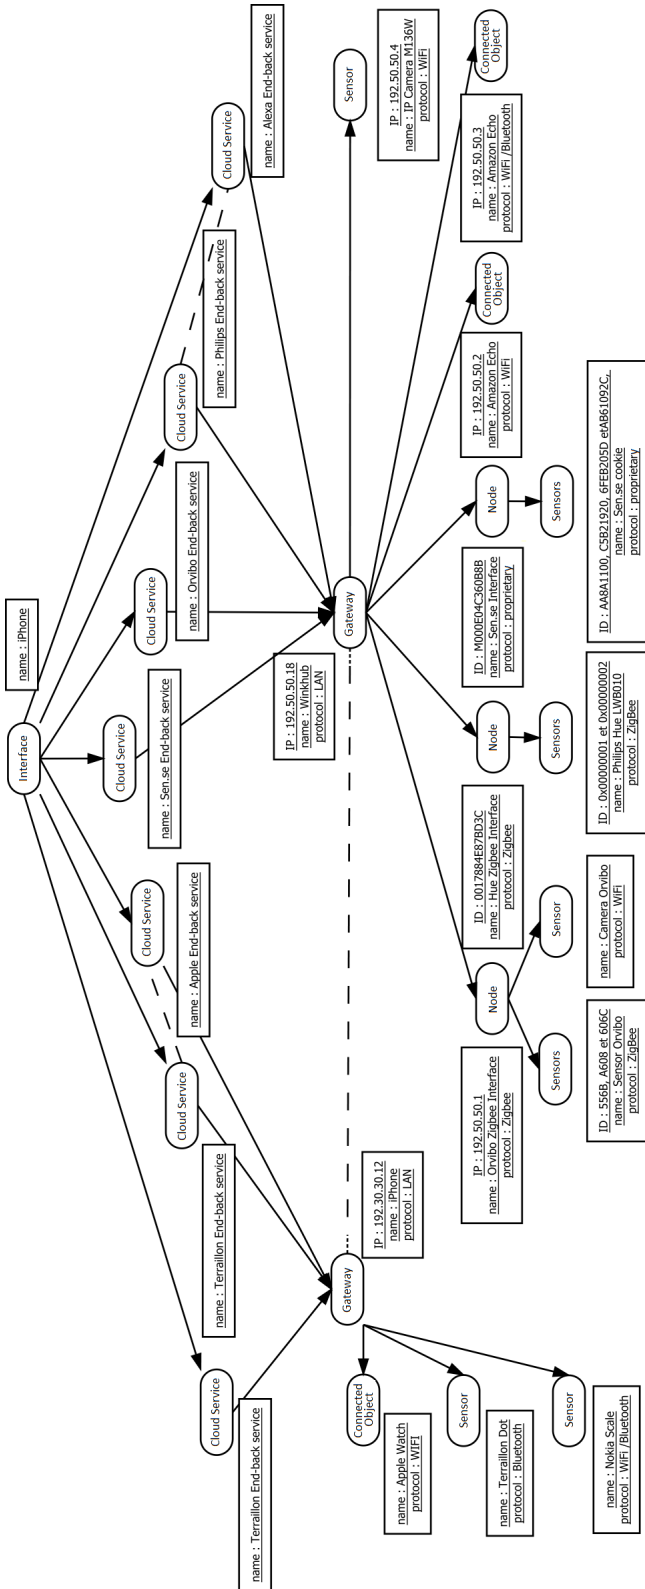 Interface
name : iPhone
Cloud Service
name : Terraillon End-back service
Cloud Service
name : Terraillon End-back service
Cloud Service
name : Apple End-back service
Cloud Service
name : Sen.se End-back service
Cloud Service
name : Orvibo End-back service
Cloud Service
name : Philips End-back service
Cloud Service
name : Alexa End-back service
Gateway
IP : 192.30.30.12
name : iPhone
protocol : LAN
IP : 192.50.50.18
name : Winkhub
protocol : LAN
Gateway
Connected
Object
name : Apple Watch
protocol : WIFI
Sensor
name : Terraillon Dot
protocol : Bluetooth
Sensor
name : Nokia Scale
protocol : WiFi /Bluetooth
Sensor
IP : 192.50.50.4
name : IP Camera M136W
protocol : WiFi
IP : 192.50.50.1
name : Orvibo Zigbee Interface
protocol : Zigbee
Node
ID : 0017884E87BD3C
name : Hue Zigbee Interface
protocol : Zigbee
Node
ID : M000E04C360B8B
name : Sen.se Interface
protocol : proprietary
Node
IP : 192.50.50.2
name : Amazon Echo
protocol : WiFi
Connected
Object
IP : 192.50.50.3
name : Amazon Echo
protocol : WiFi /Bluetooth
Connected
Object
Sensors
Sensor
Sensors
Sensors
ID : 556B, A608 et 606C
name : Sensor Orvibo
protocol : ZigBee
name : Camera Orvibo
protocol : WiFi
ID : 0x00000001 et 0x00000002
name : Philips Hue LWB010
protocol : ZigBee
ID : AA8A1100, C5B21920, 6FEB205D etAB61092C,
name : Sen.se cookie
protocol : proprietary